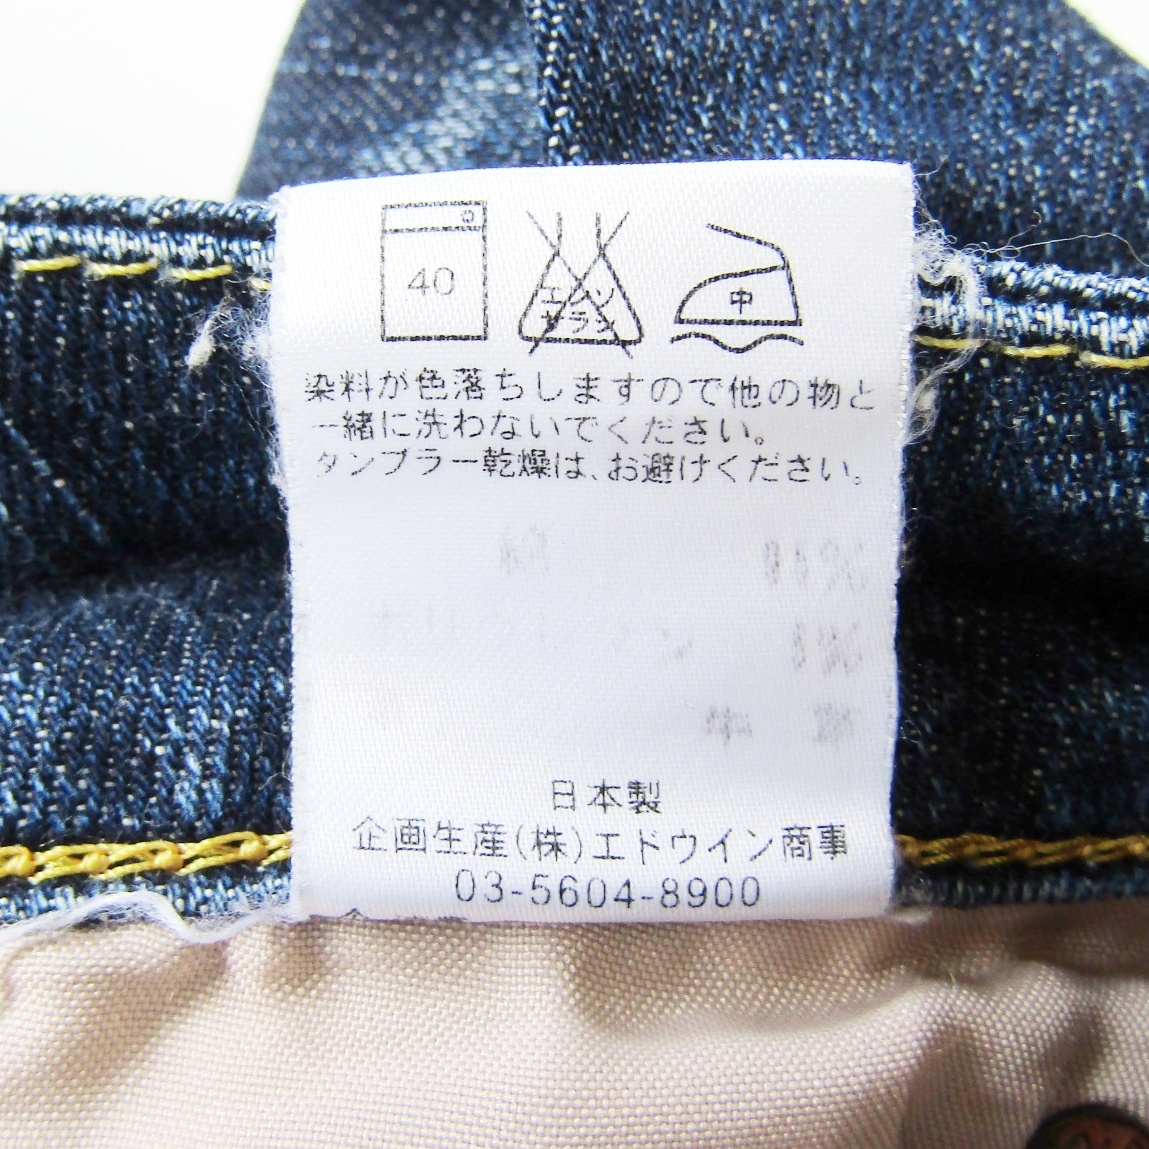 40
エンソ
サラシ
中
染料が色落ちしますので他の物と
一緒に洗わないでください。
タンブラー乾燥は、お避けください。
日本製
企画生産(株)エドウイン商事
03-5604-8900